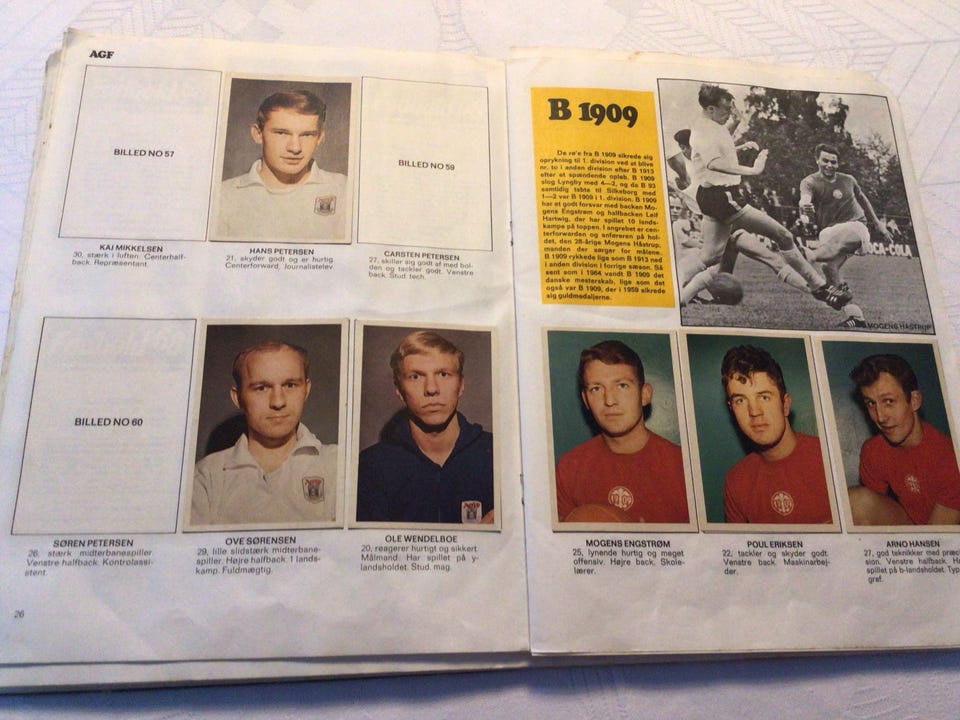 AGF
BILLED NO 57
BILLED NO 59
KAJ MIKKELSEN
30, stærk i luften. Centerhalf-
back. Repræsentant.
HANS PETERSEN
21, skyder godt og er hurtig.
Centerforward. Journalistelev.
CARSTEN PETERSEN
27, skiller sig godt af med bol-
den og tackler godt. Venstre
back. Stud. tech.
BILLED NO 60
SØREN PETERSEN
26, stærk midterbanespiller.
Venstre halfback. Kontorassi-
stent.
OVE SØRENSEN
29, lille slidstærk midterbane-
spiller. Højre halfback. 1 lands-
kamp. Fuldmægtig.
OLE WENDELBOE
20, reagerer hurtigt og sikkert.
Målmand. Har spillet på y-
landsholdet. Stud. mag.
26
B 1909
De rø'e fra B 1909 sikrede sig
oprykning til 1. division ved at blive
nr. to i anden division efter B 1913
efter et spændende opløb. B 1909
slog Lyngby med 4—3, og da B 93
samtidig tabte til Silkeborg med
1—2 var B 1909 i 1. division. B 1909
har et godt forsvar med backen Mo-
gens Engstrøm og halfbacken Leif
Hartwig, der har spillet 10 lands-
kampe på toppen. I angrebet er cen-
terforwarden og anføreren på hol-
det, den 28-årige Mogens Håstrup,
manden der sørger for målene.
B 1909 rykkede lige som B 1913 ned
i anden division i forrige sæson. Så
sent som i 1964 vandt B 1909 det
danske mesterskab, lige som det
også var B 1909, der i 1959 sikrede
sig guldmedaljerne.
COCA-COLA
MOGENS HÅSTRUP
MOGENS ENGSTRØM
25, lynende hurtig og meget
offensiv. Højre back. Skole-
lærer.
POUL ERIKSEN
22, tackler og skyder godt.
Venstre back. Maskinarbej-
der.
ARNO HANSEN
27, god teknikker med præci-
sion. Venstre halfback. Ha
spillet på b-landsholdet. Typ
graf.